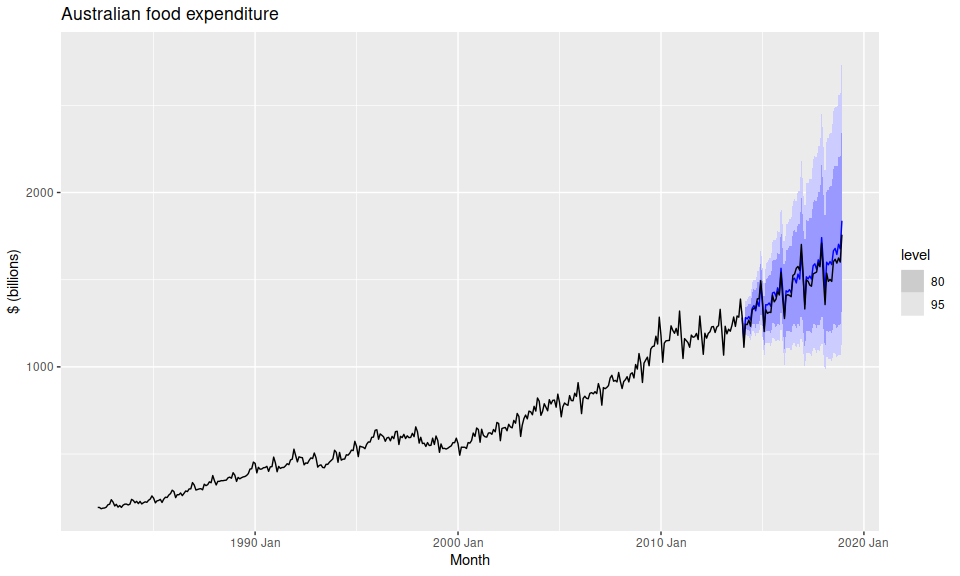 Australian food expenditure
$ (billions)
2000
1000
1990 Jan
2000 Jan
2010 Jan
2020 Jan
Month
level
80
95